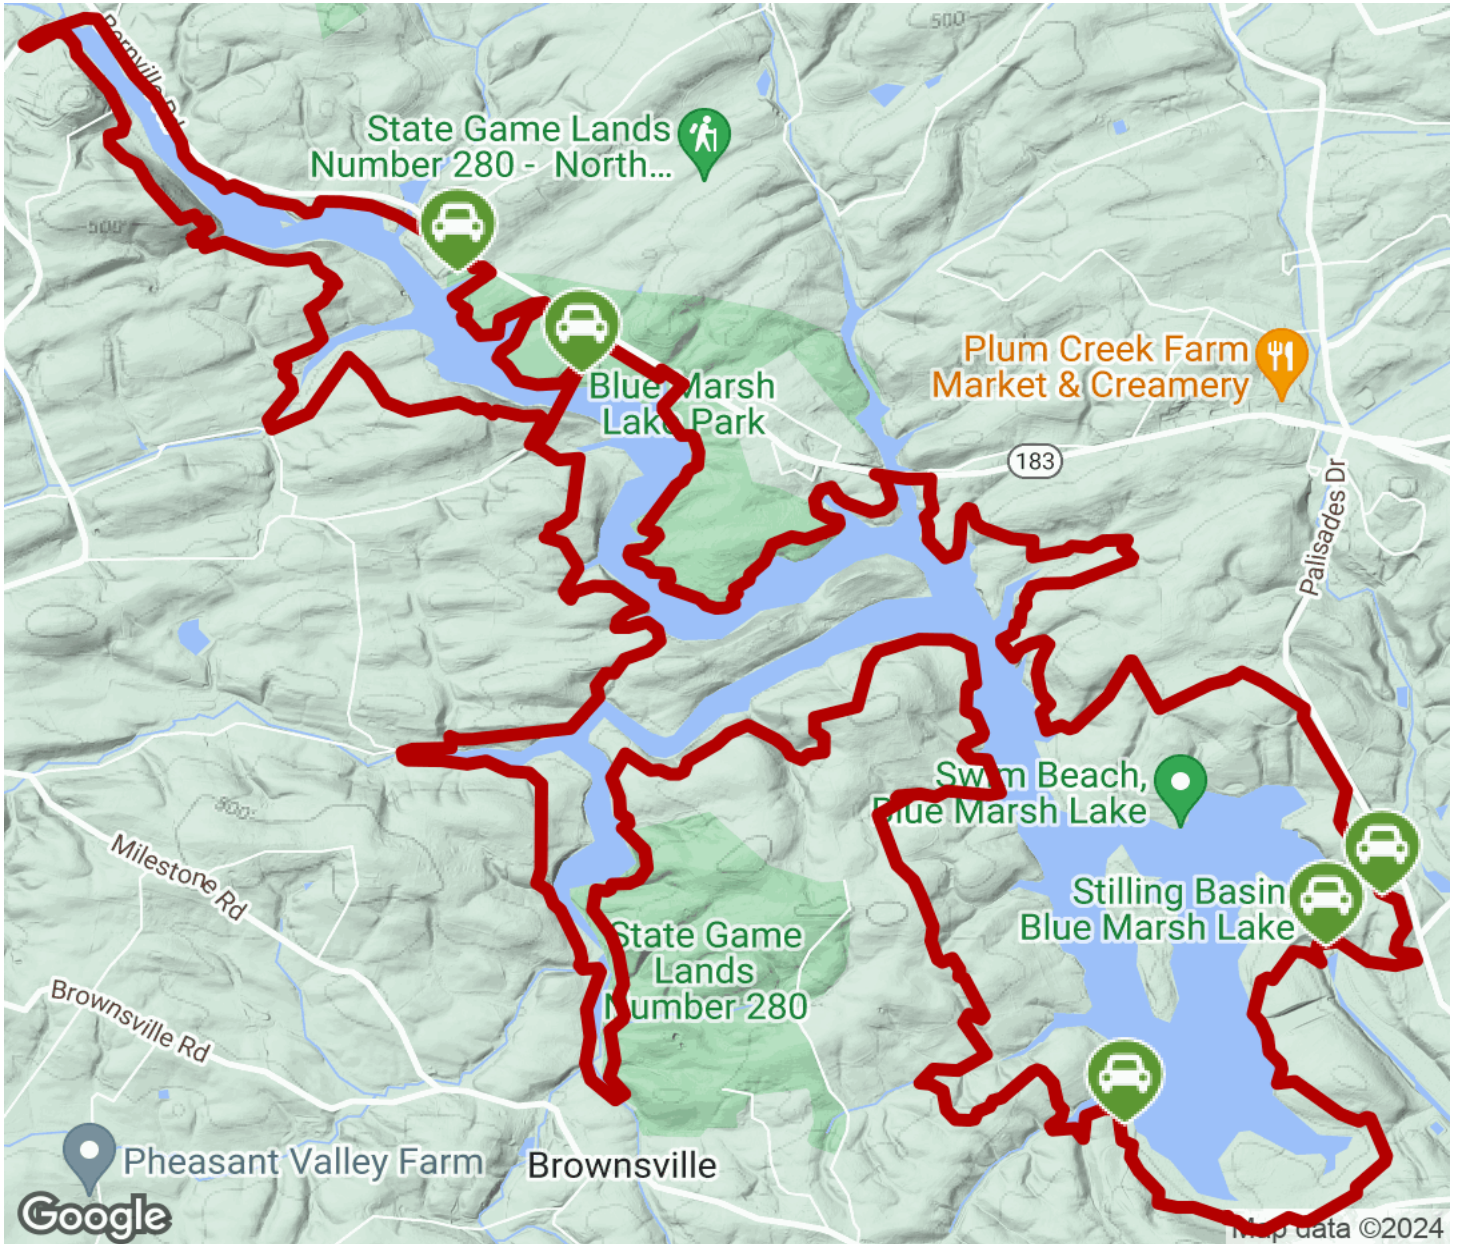 500'
Bernville Rd
State Game Lands
Number 280 - North...
500'
Plum Creek Farm
Market & Creamery
Blue Marsh
Lake Park
183
Palisades Dr
Swim Beach,
Blue Marsh Lake
500'
Milestone Rd
Stilling Basin
Blue Marsh Lake
State Game
Lands
Number 280
Brownsville Rd
Pheasant Valley Farm
Brownsville
Google
Map data ©2024